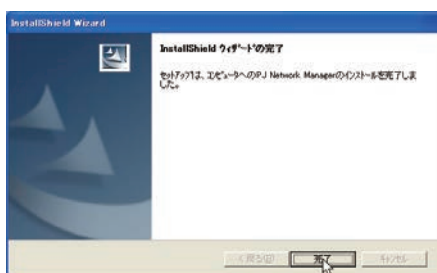 InstallShield Wizard
InstallShield ウィザードの完了
セットアップは、コンピュータへのPJ Network Managerのインストールを完了しま
した。
< 戻る(B)
完了
キャンセル